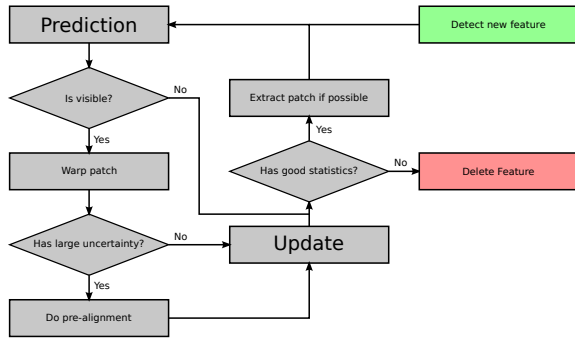 Prediction
Detect new feature
Is visible?
No
Extract patch if possible
Yes
Yes
Warp patch
Has good statistics?
No
Delete Feature
Has large uncertainty?
No
Update
Yes
Do pre-alignment